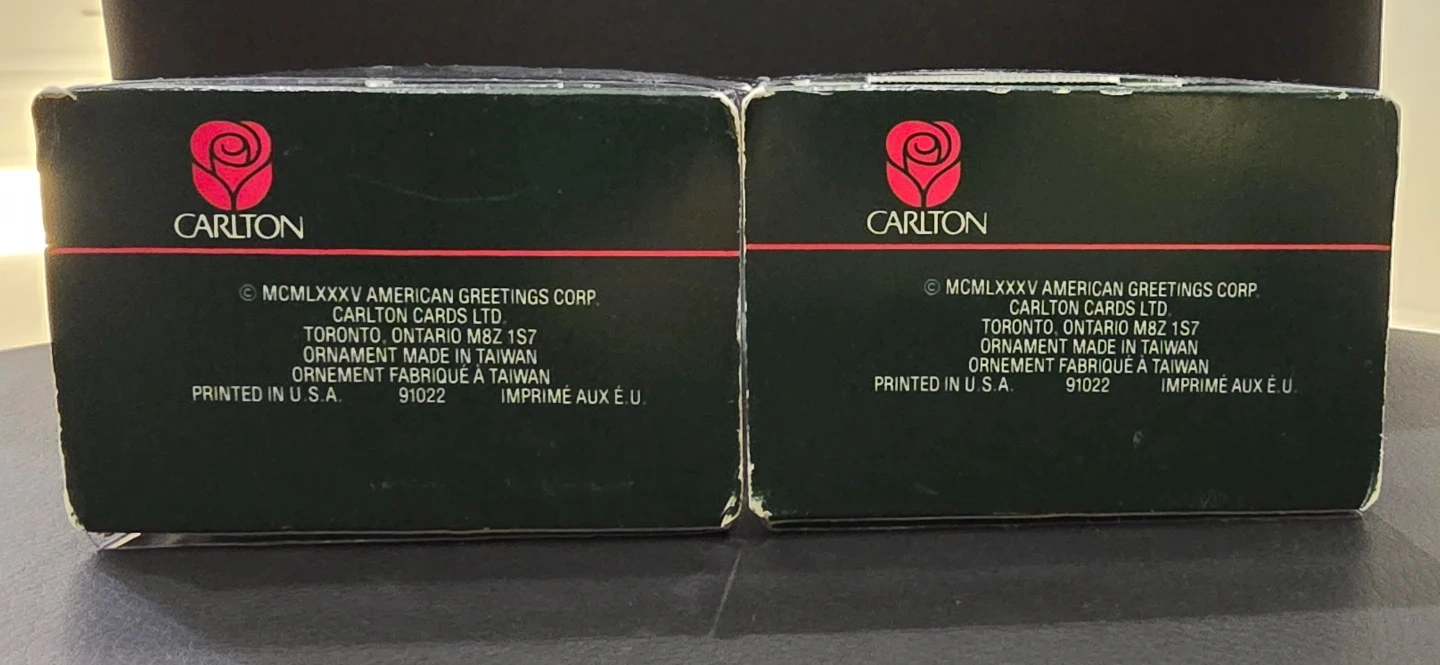 CARLTON
© MCMLXXXV AMERICAN GREETINGS CORP.
CARLTON CARDS LTD.
TORONTO, ONTARIO M8Z 1S7
ORNAMENT MADE IN TAIWAN
ORNEMENT FABRIQUÉ À TAIWAN
PRINTED IN U.S.A. 91022 IMPRIMÉ AUX É.U.
CARLTON
© MCMLXXXV AMERICAN GREETINGS CORP.
CARLTON CARDS LTD.
TORONTO, ONTARIO M8Z 1S7
ORNAMENT MADE IN TAIWAN
ORNEMENT FABRIQUÉ À TAIWAN
PRINTED IN U.S.A. 91022 IMPRIMÉ AUX É.U.